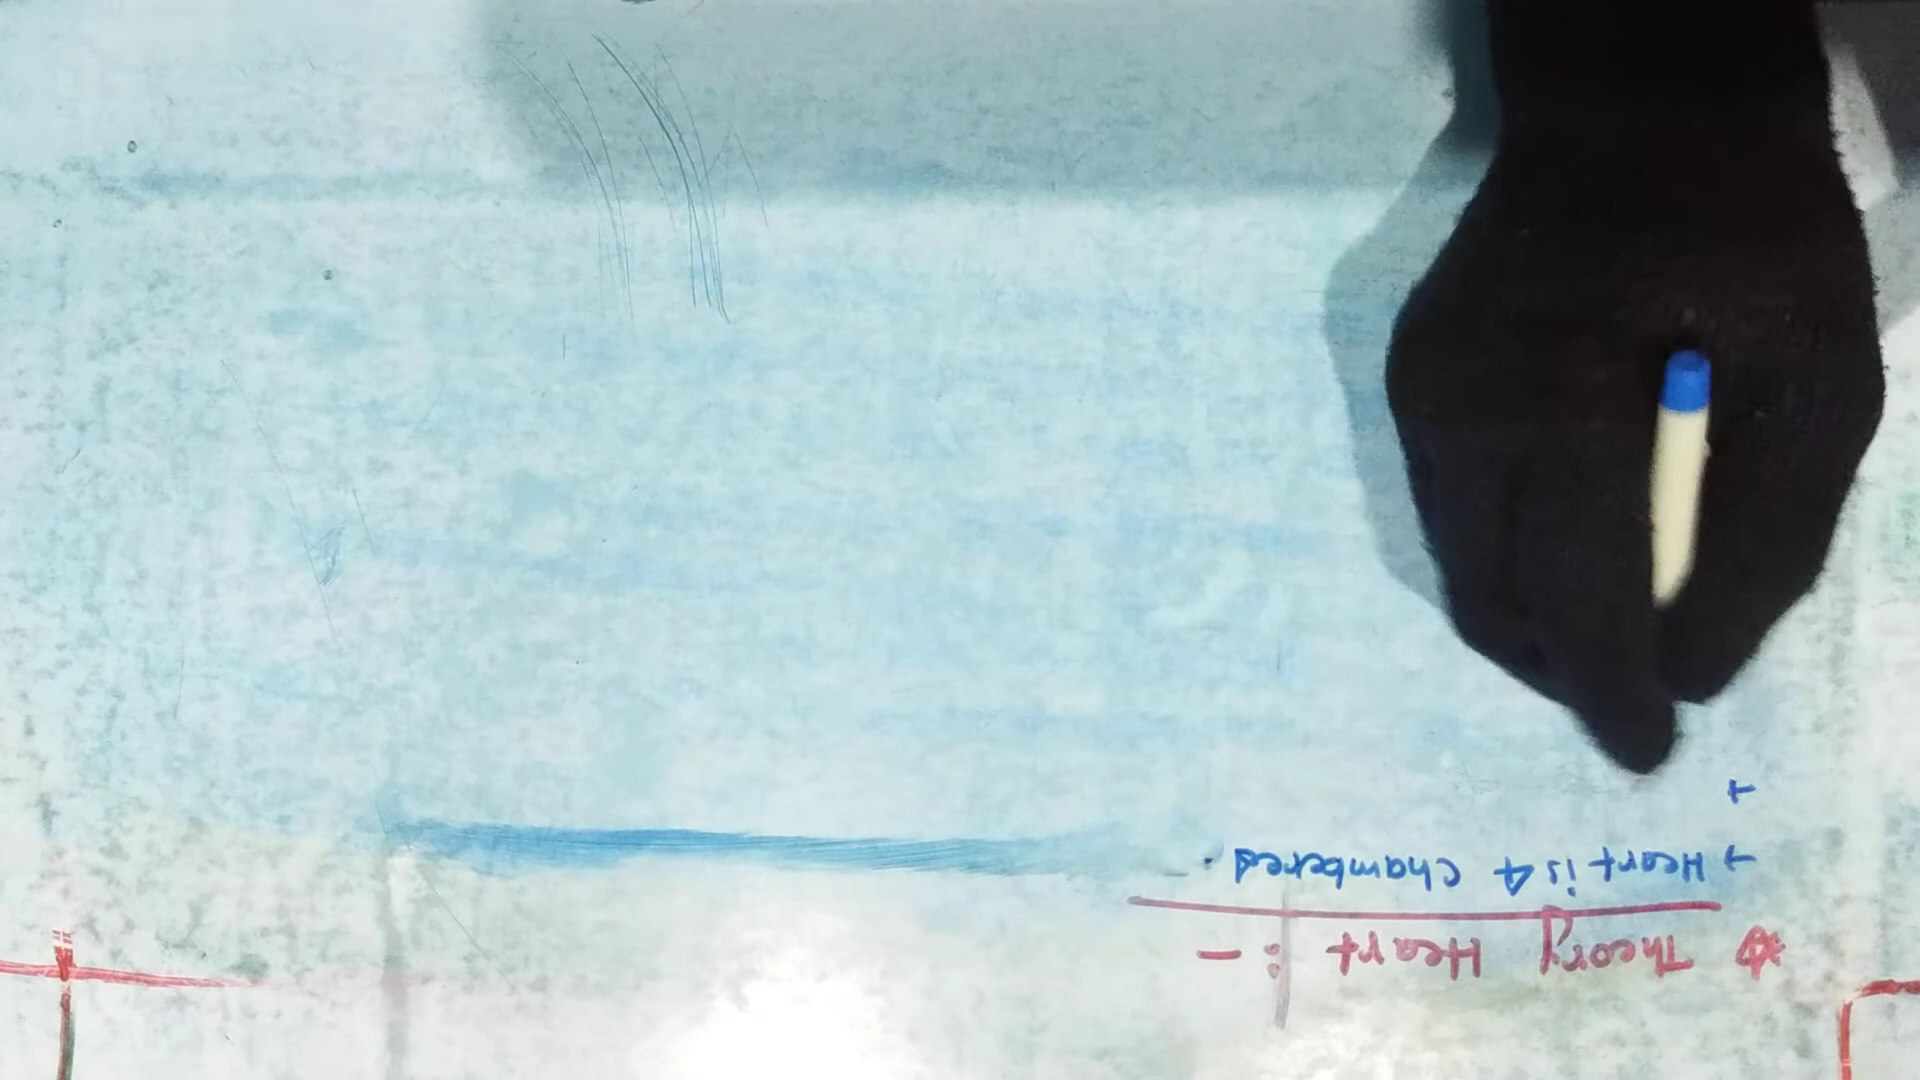 ☆ Theory Heart :-
→ Heart is 4 Chambered.
→